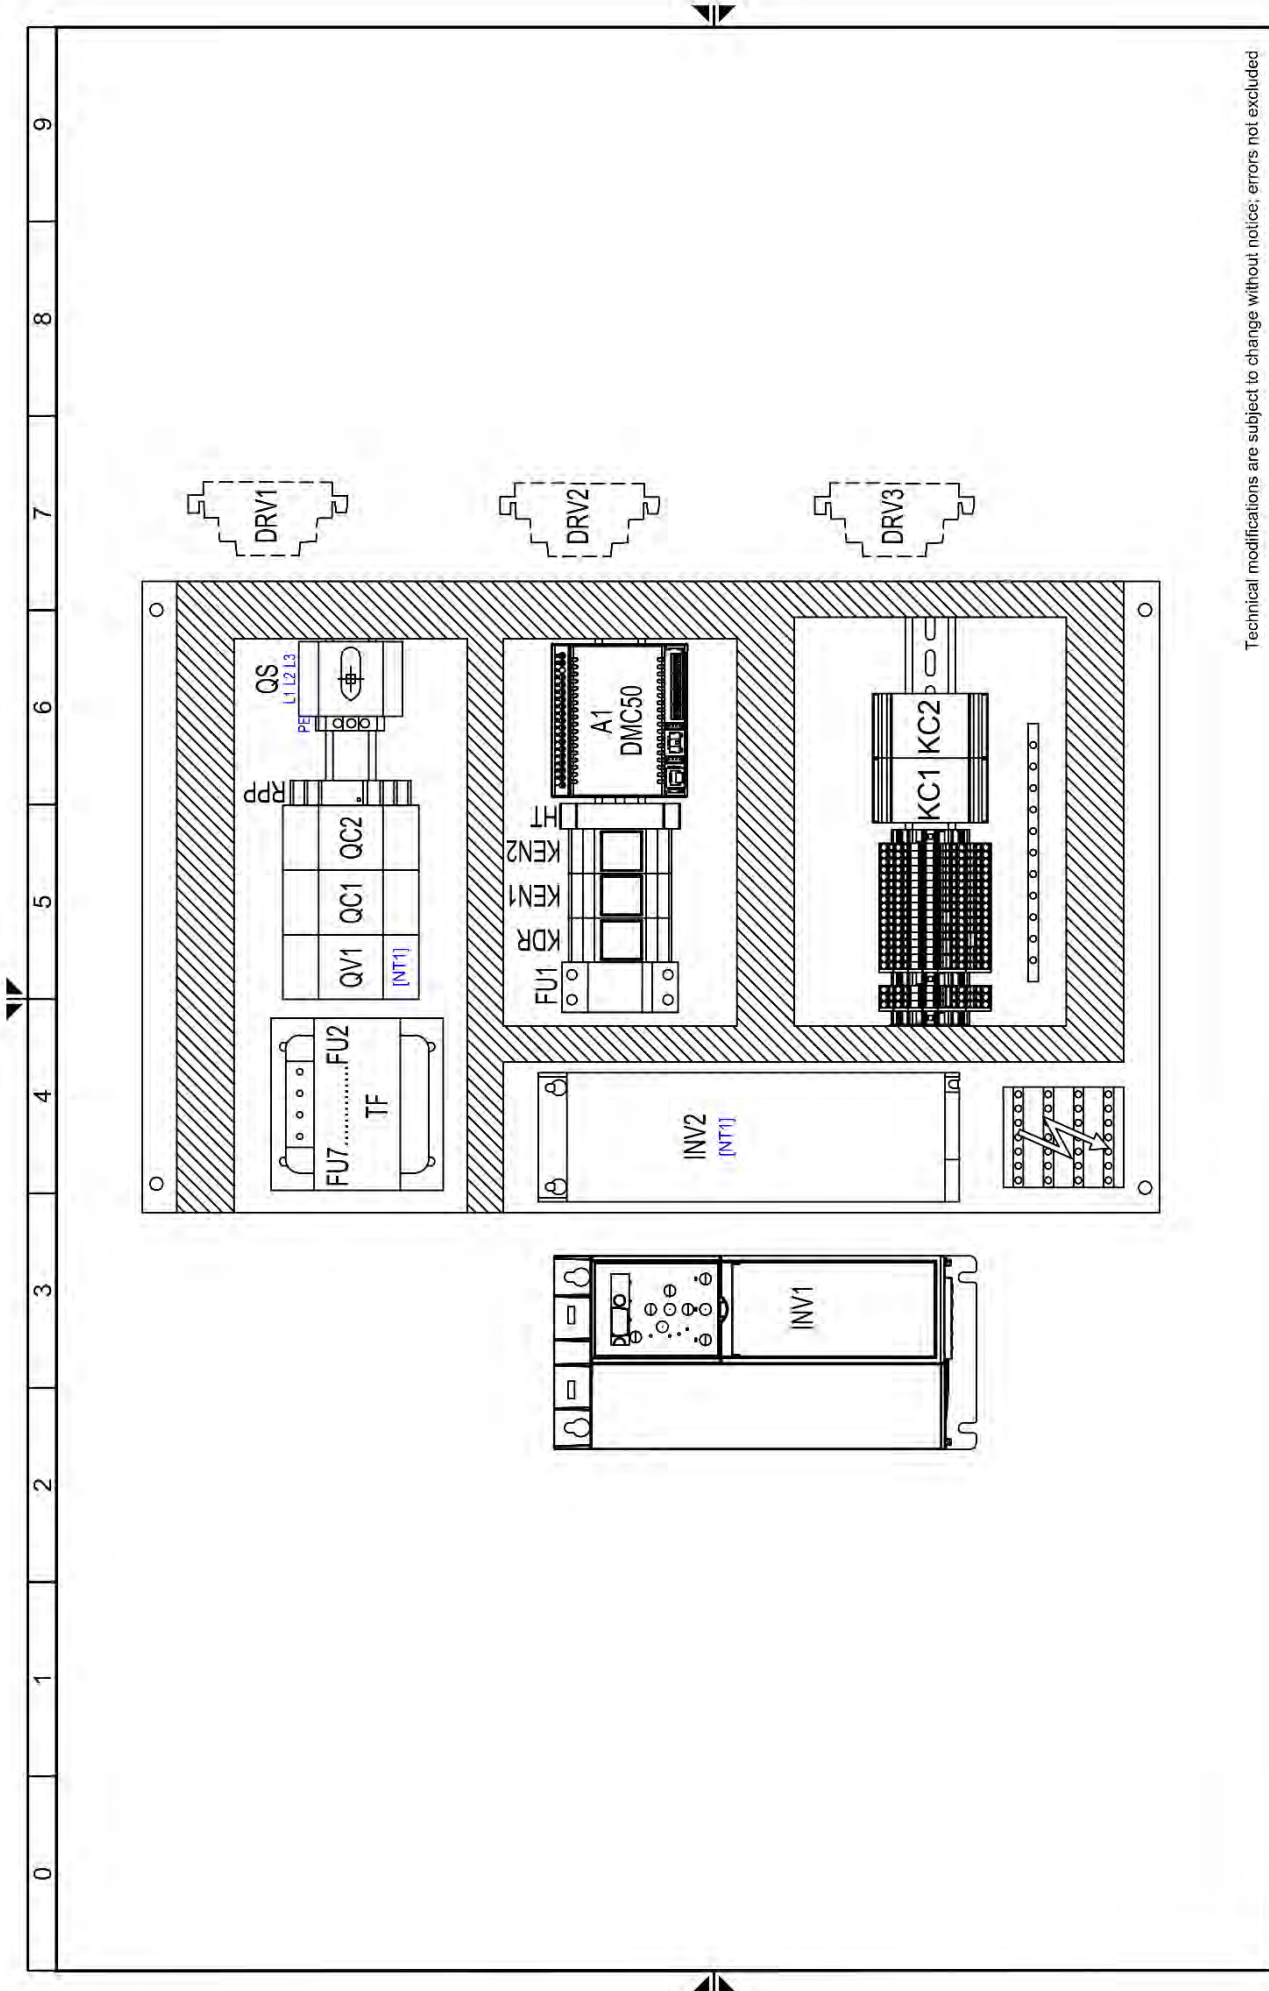 0 1 2 3 4 5 6 7 8 9
DRV1
QS
L1 L2 L3
PE
RPP
QV1 QC1 QC2
[NT1]
FU7..............FU2
TF
DRV2
HT
KEN2
KEN1
KDR
FU1
A1
DMC50
INV2
[NT1]
INV1
DRV3
KC1 KC2
Technical modifications are subject to change without notice; errors not excluded